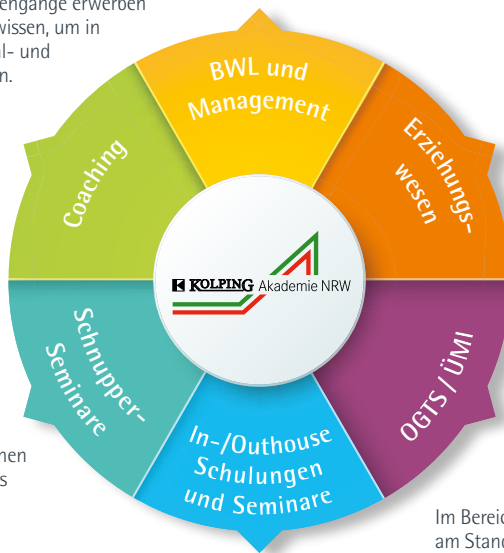 engänge erwerben
wissen, um in
l- und
n.
BWL und
Management
Erziehungs-
wesen
Coaching
KOLPING Akademie NRW
Schnupper-
Seminare
OGTS / ÜMI
In-/Outhouse
Schulungen
und Seminare
nen
s
Im Bereic
am Stand